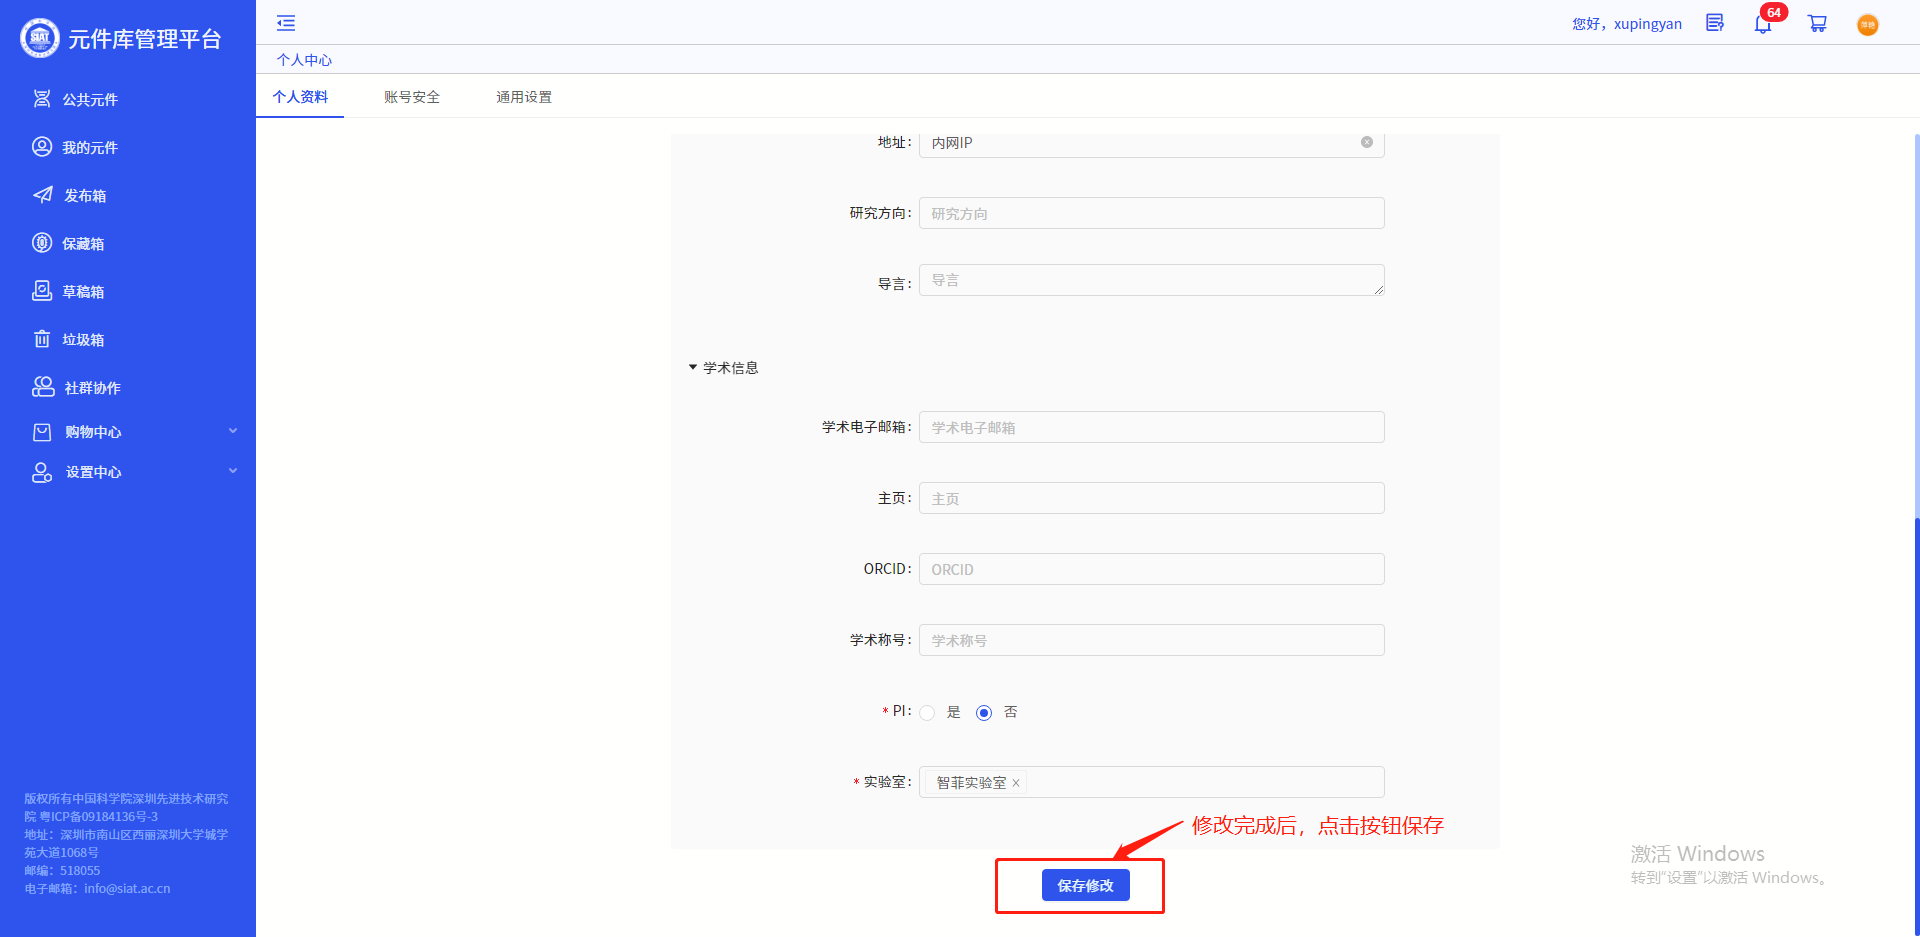 SIAT
元件库管理平台
公共元件
我的元件
发布箱
保藏箱
草稿箱
垃圾箱
社群协作
购物中心
设置中心
版权所有中国科学院深圳先进技术研究
院 粤ICP备09184136号-3
地址：深圳市南山区西丽深圳大学城学
苑大道1068号
邮编：518055
电子邮箱：info@siat.ac.cn
您好，xupingyan
64
个人中心
个人资料 账号安全 通用设置
地址: 内网IP
研究方向: 研究方向
导言: 导言
学术信息
学术电子邮箱: 学术电子邮箱
主页: 主页
ORCID: ORCID
学术称号: 学术称号
* PI: 是 否
* 实验室: 智菲实验室 ×
修改完成后，点击按钮保存
保存修改
激活 Windows
转到"设置"以激活 Windows。